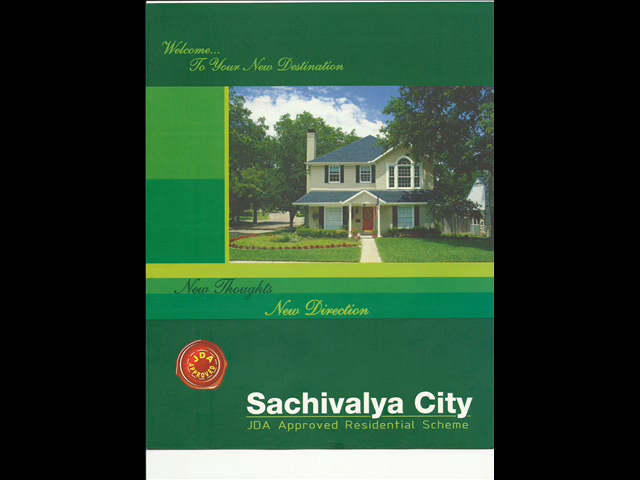 Welcome...
To Your New Destination
New Thoughts
New Direction
JDA
APPROVED
Sachivalya City
JDA Approved Residential Scheme